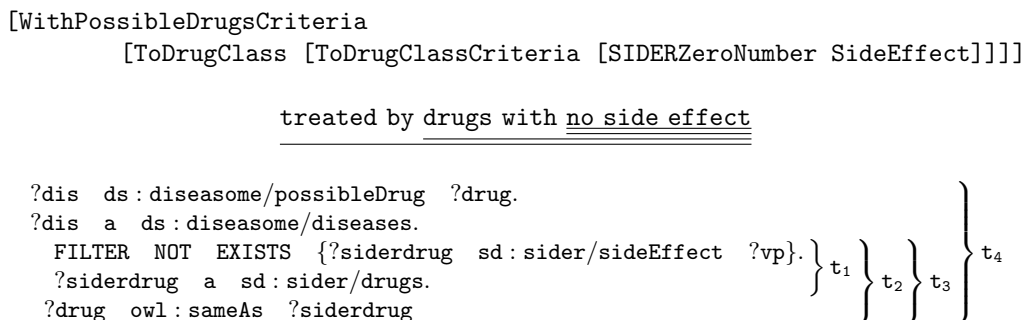 [WithPossibleDrugsCriteria
[ToDrugClass [ToDrugClassCriteria [SIDERZeroNumber SideEffect]]]]
treated by drugs with no side effect
?dis ds:diseasome/possibleDrug ?drug.
?dis a ds:diseasome/diseases.
FILTER NOT EXISTS {?siderdrug sd:sider/sideEffect ?vp}.
?siderdrug a sd:sider/drugs.
?drug owl:sameAs ?siderdrug
t1 t2 t3 t4